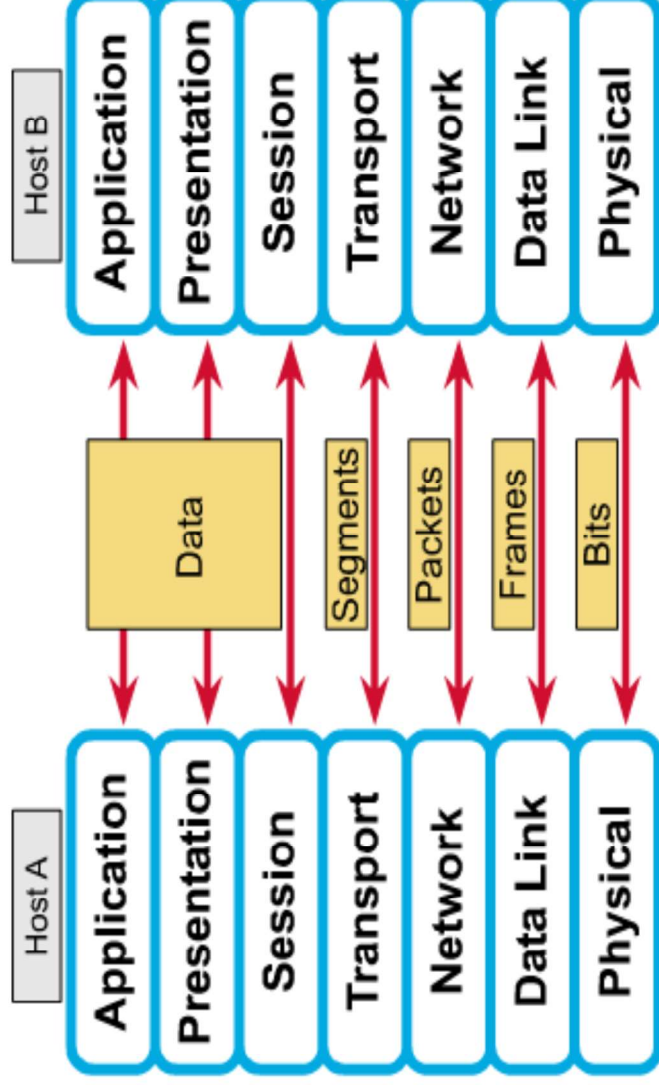 Host A
Host B
Application
Data
Application
Presentation
Presentation
Session
Session
Transport
Segments
Transport
Network
Packets
Network
Data Link
Frames
Data Link
Physical
Bits
Physical